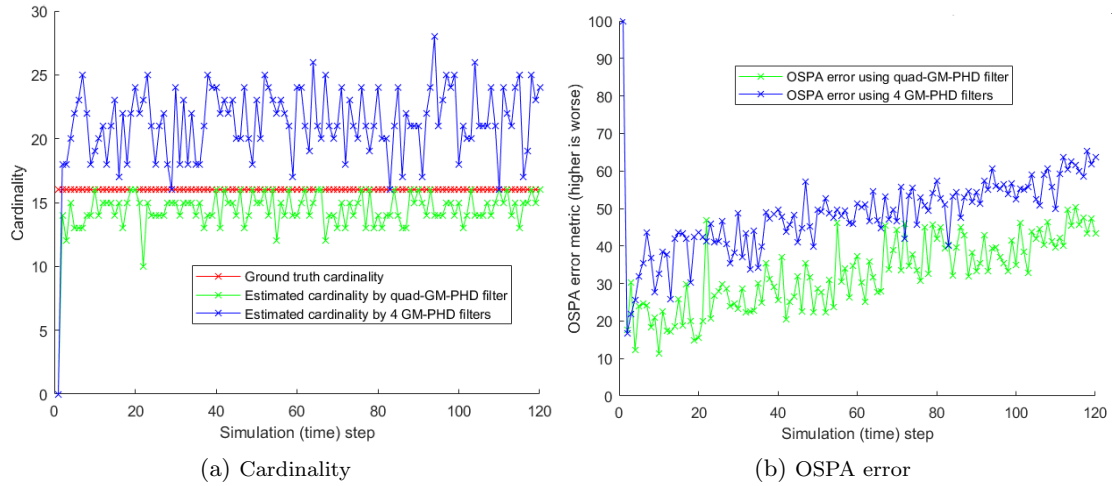 30
25
20
15
10
5
0
Cardinality
Ground truth cardinality
Estimated cardinality by quad-GM-PHD filter
Estimated cardinality by 4 GM-PHD filters
0 20 40 60 80 100 120
Simulation (time) step
(a) Cardinality
100
90
80
70
60
50
40
30
20
10
0
OSPA error metric (higher is worse)
OSPA error using quad-GM-PHD filter
OSPA error using 4 GM-PHD filters
0 20 40 60 80 100 120
Simulation (time) step
(b) OSPA error